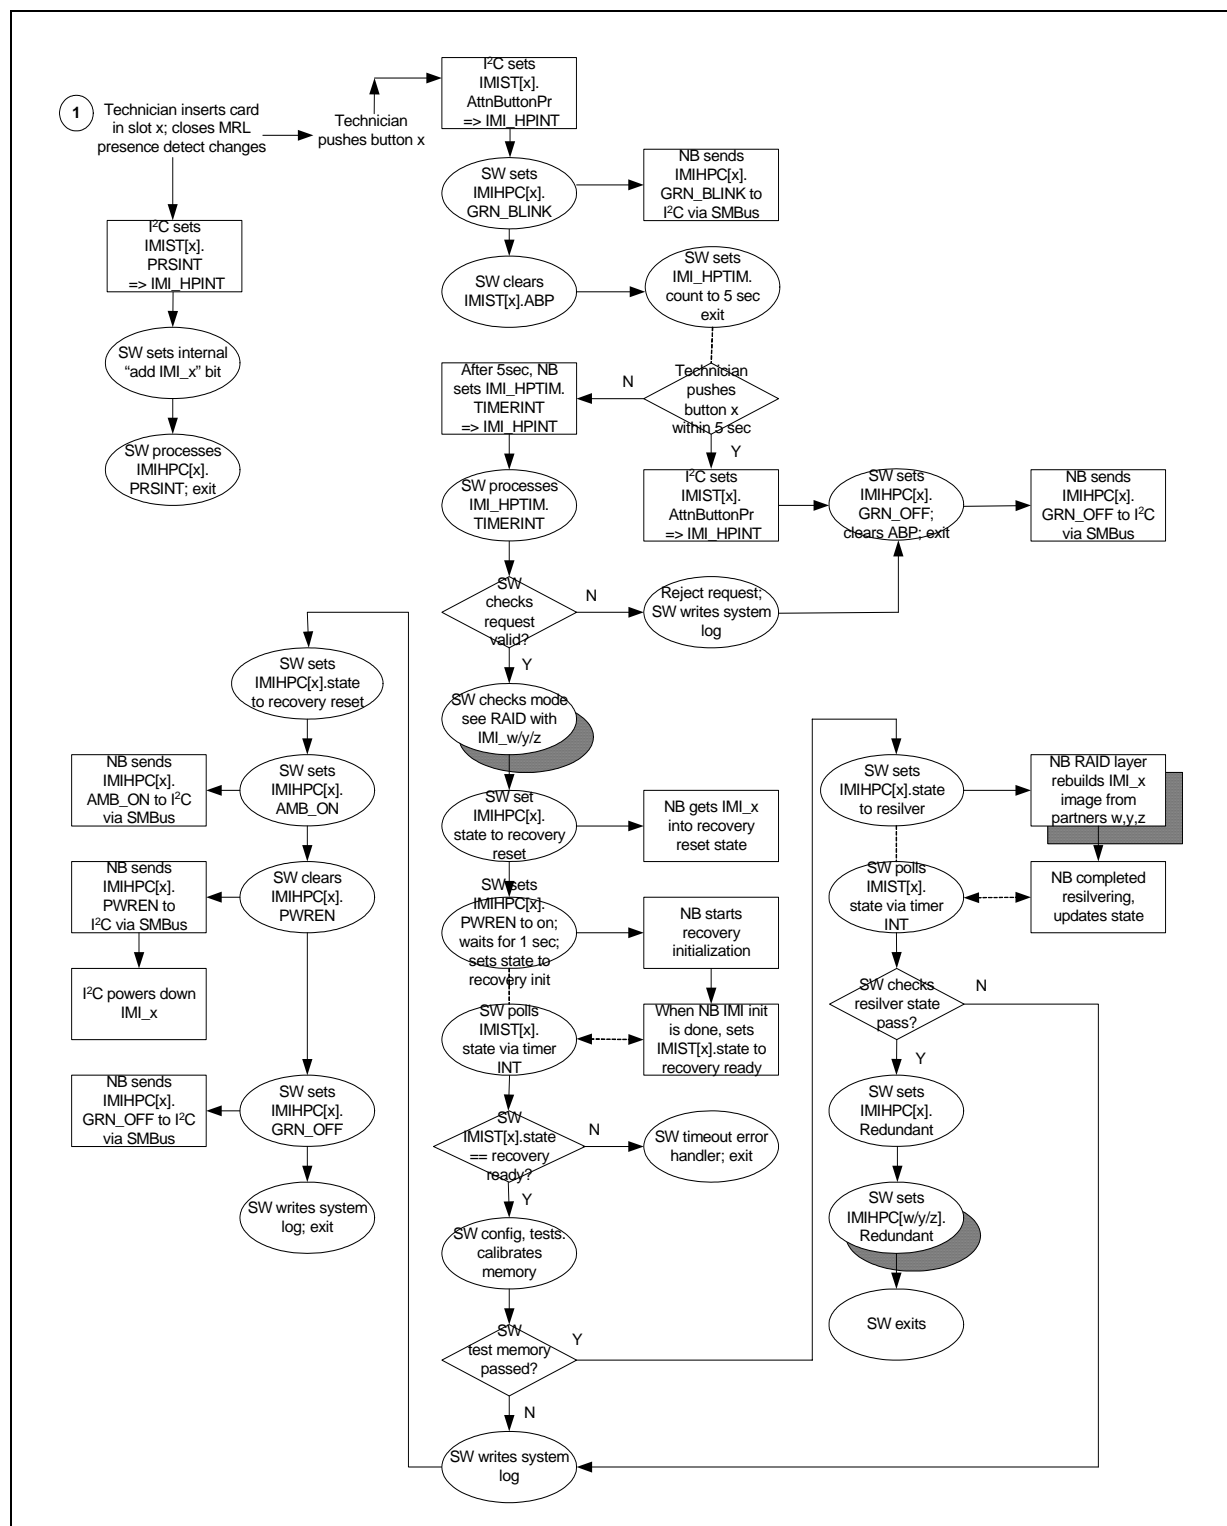 1
Technician inserts card
in slot x; closes MRL
presence detect changes
Technician
pushes button x
I²C sets
IMIST[x].
AttnButtonPr
=> IMI_HPINT
I²C sets
IMIST[x].
PRSINT
=> IMI_HPINT
SW sets internal
“add IMI_x” bit
SW processes
IMIHPC[x].
PRSINT; exit
SW sets
IMIHPC[x].
GRN_BLINK
NB sends
IMIHPC[x].
GRN_BLINK to
I²C via SMBus
SW clears
IMIST[x].ABP
SW sets
IMI_HPTIM.
count to 5 sec
exit
Technician
pushes
button x
within 5 sec
N
Y
After 5sec, NB
sets IMI_HPTIM.
TIMERINT
=> IMI_HPINT
I²C sets
IMIST[x].
AttnButtonPr
=> IMI_HPINT
SW sets
IMIHPC[x].
GRN_OFF;
clears ABP; exit
NB sends
IMIHPC[x].
GRN_OFF to I²C
via SMBus
SW processes
IMI_HPTIM.
TIMERINT
SW
checks
request
valid?
N
Y
Reject request;
SW writes system
log
SW checks mode
see RAID with
IMI_w/y/z
SW set
IMIHPC[x].
state to recovery
reset
NB gets IMI_x
into recovery
reset state
SW sets
IMIHPC[x].
PWREN to on;
waits for 1 sec;
sets state to
recovery init
NB starts
recovery
initialization
SW polls
IMIST[x].
state via timer
INT
When NB IMI init
is done, sets
IMIST[x].state to
recovery ready
SW
IMIST[x].state
== recovery
ready?
N
Y
SW timeout error
handler; exit
SW config, tests.
calibrates
memory
SW
test memory
passed?
Y
N
SW writes system
log
SW sets
IMIHPC[x].state
to recovery reset
SW sets
IMIHPC[x].
AMB_ON
NB sends
IMIHPC[x].
AMB_ON to I²C
via SMBus
SW clears
IMIHPC[x].
PWREN
NB sends
IMIHPC[x].
PWREN to
I²C via SMBus
I²C powers down
IMI_x
SW sets
IMIHPC[x].
GRN_OFF
NB sends
IMIHPC[x].
GRN_OFF to I²C
via SMBus
SW writes system
log; exit
SW sets
IMIHPC[x].state
to resilver
NB RAID layer
rebuilds IMI_x
image from
partners w,y,z
SW polls
IMIST[x].
state via timer
INT
NB completed
resilvering,
updates state
SW checks
resilver state
pass?
N
Y
SW sets
IMIHPC[x].
Redundant
SW sets
IMIHPC[w/y/z].
Redundant
SW exits